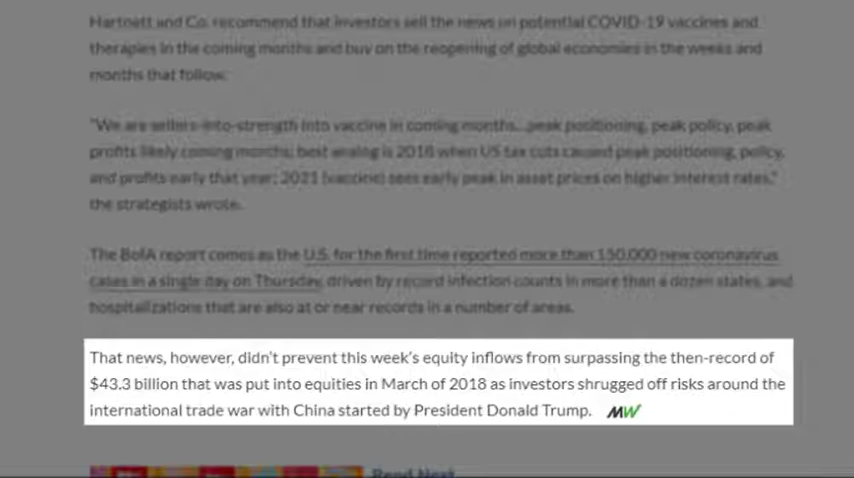 Hartnett and Co. recommend that investors sell the news on potential COVID-19 vaccines and
therapies in the coming months and buy on the reopening of global economies in the weeks and
months that follow.
"We are sellers-into-strength into vaccine in coming months...peak positioning, peak policy, peak
profits likely coming months; best analog is 2018 when US tax cuts caused peak positioning, policy,
and profits early that year; 2021 (vaccine) sees early peak in asset prices on higher interest rates,"
the strategists wrote.
The BofA report comes as the U.S. for the first time reported more than 150,000 new coronavirus
cases in a single day on Thursday, driven by record infection counts in more than a dozen states, and
hospitalizations that are also at or near records in a number of areas.
That news, however, didn't prevent this week's equity inflows from surpassing the then-record of
$43.3 billion that was put into equities in March of 2018 as investors shrugged off risks around the
international trade war with China started by President Donald Trump. MW
Read Next